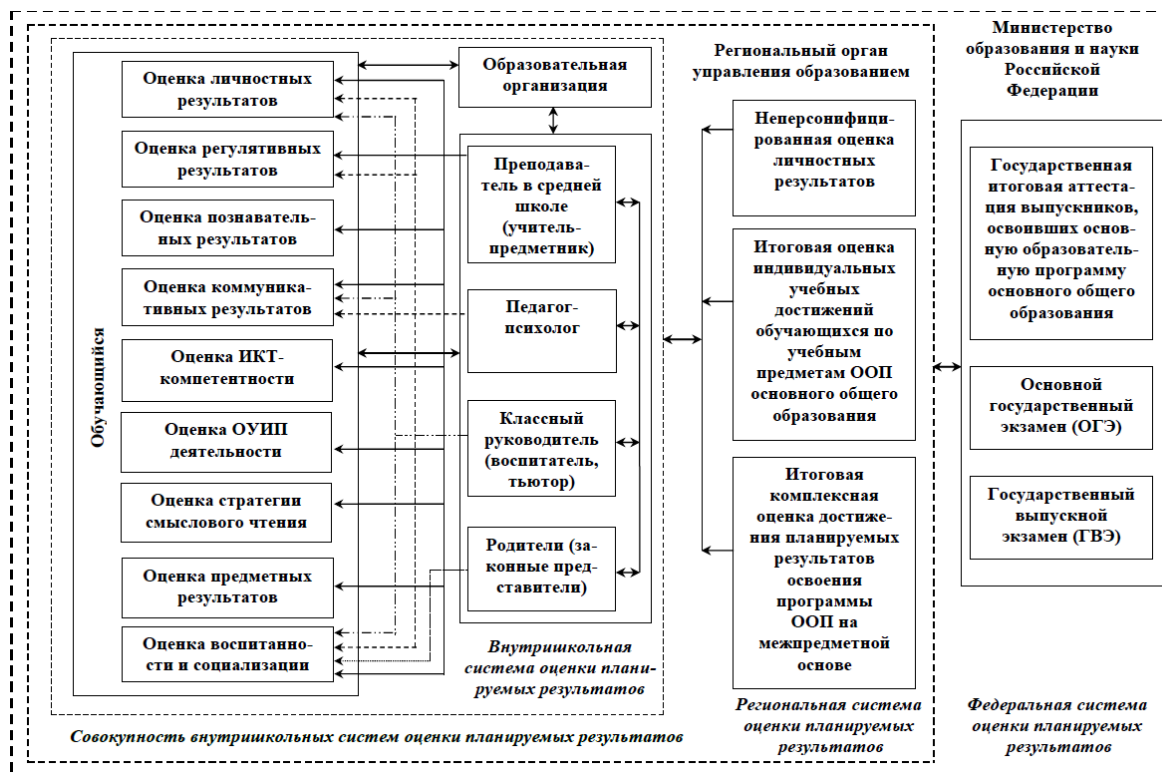 Обучающийся
Оценка личностных
результатов
Оценка регулятивных
результатов
Оценка познаватель-
ных результатов
Оценка коммуника-
тивных результатов
Оценка ИКТ-
компетентности
Оценка ОУИП
деятельности
Оценка стратегии
смыслового чтения
Оценка предметных
результатов
Оценка воспитанно-
сти и социализации
Образовательная
организация
Преподава-
тель в средней
школе
(учитель-
предметник)
Педагог-
психолог
Классный
руководитель
(воспитатель,
тьютор)
Родители (за-
конные пред-
ставители)
Внутришкольная
система оценки плани-
руемых результатов
Совокупность внутришкольных систем оценки планируемых результатов
Региональный орган
управления образованием
Неперсонифици-
рованная оценка
личностных
результатов
Итоговая оценка
индивидуальных
учебных
достижений
обучающихся по
учебным
предметам ООП
основного общего
образования
Итоговая
комплексная
оценка достиже-
ния планируемых
результатов
освоения
программы
ООП на
межпредметной
основе
Региональная система
оценки планируемых
результатов
Министерство
образования и науки
Российской
Федерации
Государственная
итоговая аттеста-
ция выпускников,
освоивших основ-
ную образователь-
ную программу
основного общего
образования
Основной
государственный
экзамен (ОГЭ)
Государственный
выпускной
экзамен (ГВЭ)
Федеральная система
оценки планируемых
результатов